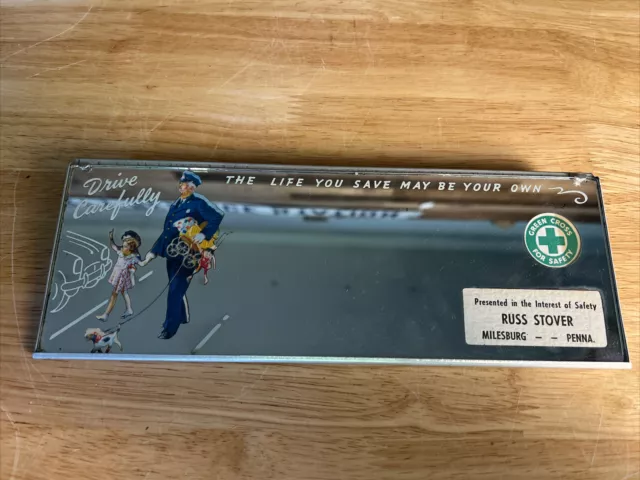 Drive
Carefully
THE LIFE YOU SAVE MAY BE YOUR OWN
GREEN CROSS
FOR SAFETY
Presented in the Interest of Safety
RUSS STOVER
MILESBURG - - PENNA.